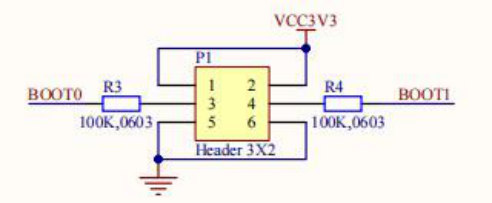 VCC3V3
P1
BOOT0 R3 1 2 R4 BOOT1
3 4
100K,0603 5 6 100K,0603
Header 3X2